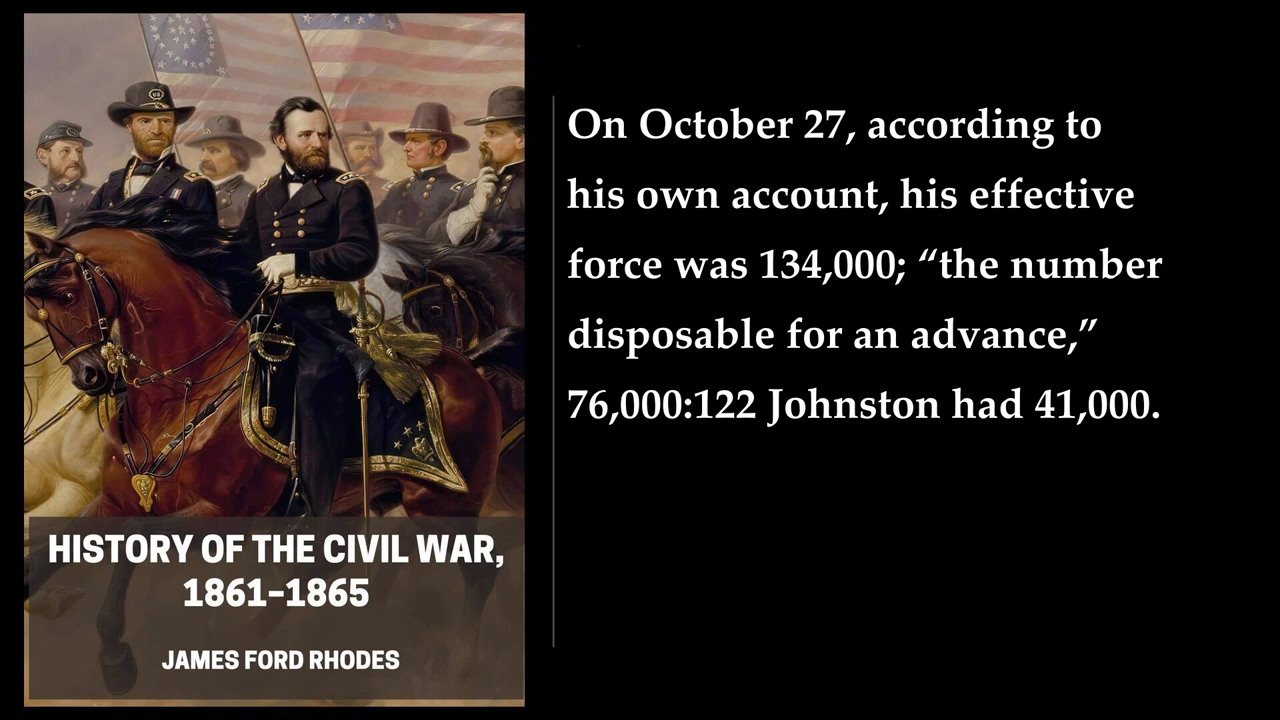 HISTORY OF THE CIVIL WAR,
1861–1865
JAMES FORD RHODES
On October 27, according to
his own account, his effective
force was 134,000; “the number
disposable for an advance,”
76,000:122 Johnston had 41,000.